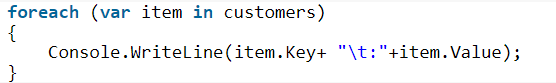 foreach (var item in customers)
{
    Console.WriteLine(item.Key+ "\t:"+item.Value);
}